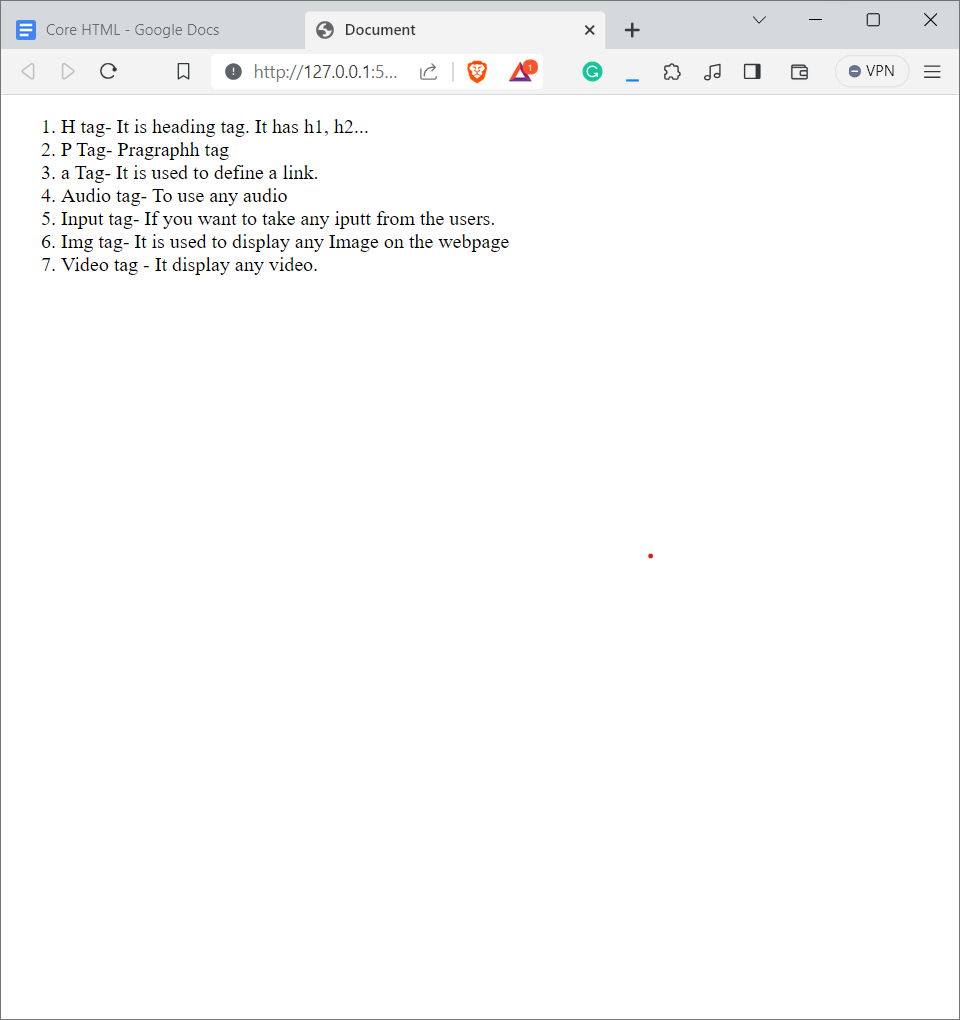 Core HTML - Google Docs
Document
http://127.0.0.1:5...
1
VPN
1. H tag- It is heading tag. It has h1, h2...
2. P Tag- Pragraphh tag
3. a Tag- It is used to define a link.
4. Audio tag- To use any audio
5. Input tag- If you want to take any iputt from the users.
6. Img tag- It is used to display any Image on the webpage
7. Video tag - It display any video.